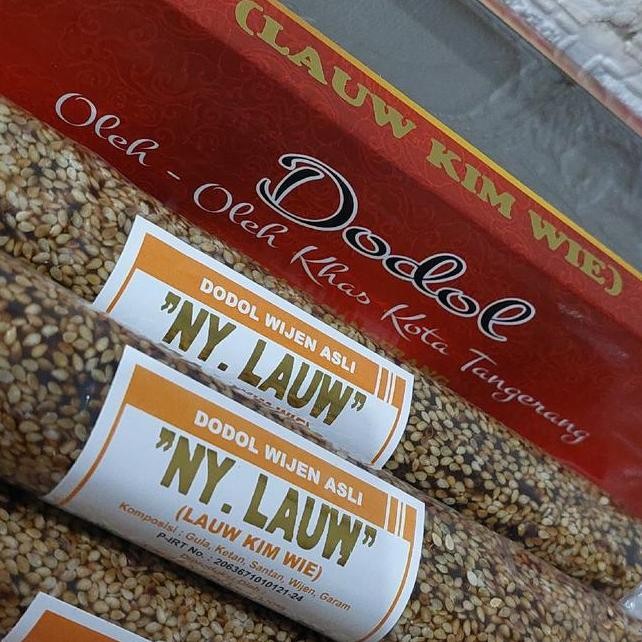 (LAUW KIM WIE)
Dodol
Oleh - Oleh Khas Kota Tangerang
DODOL WIJEN ASLI
"NY. LAUW"
DODOL WIJEN ASLI
"NY. LAUW"
(LAUW KIM WIE)
Komposisi : Gula, Ketan, Santan, Wijen, Garam
P-IRT No. : 2063671010121-24